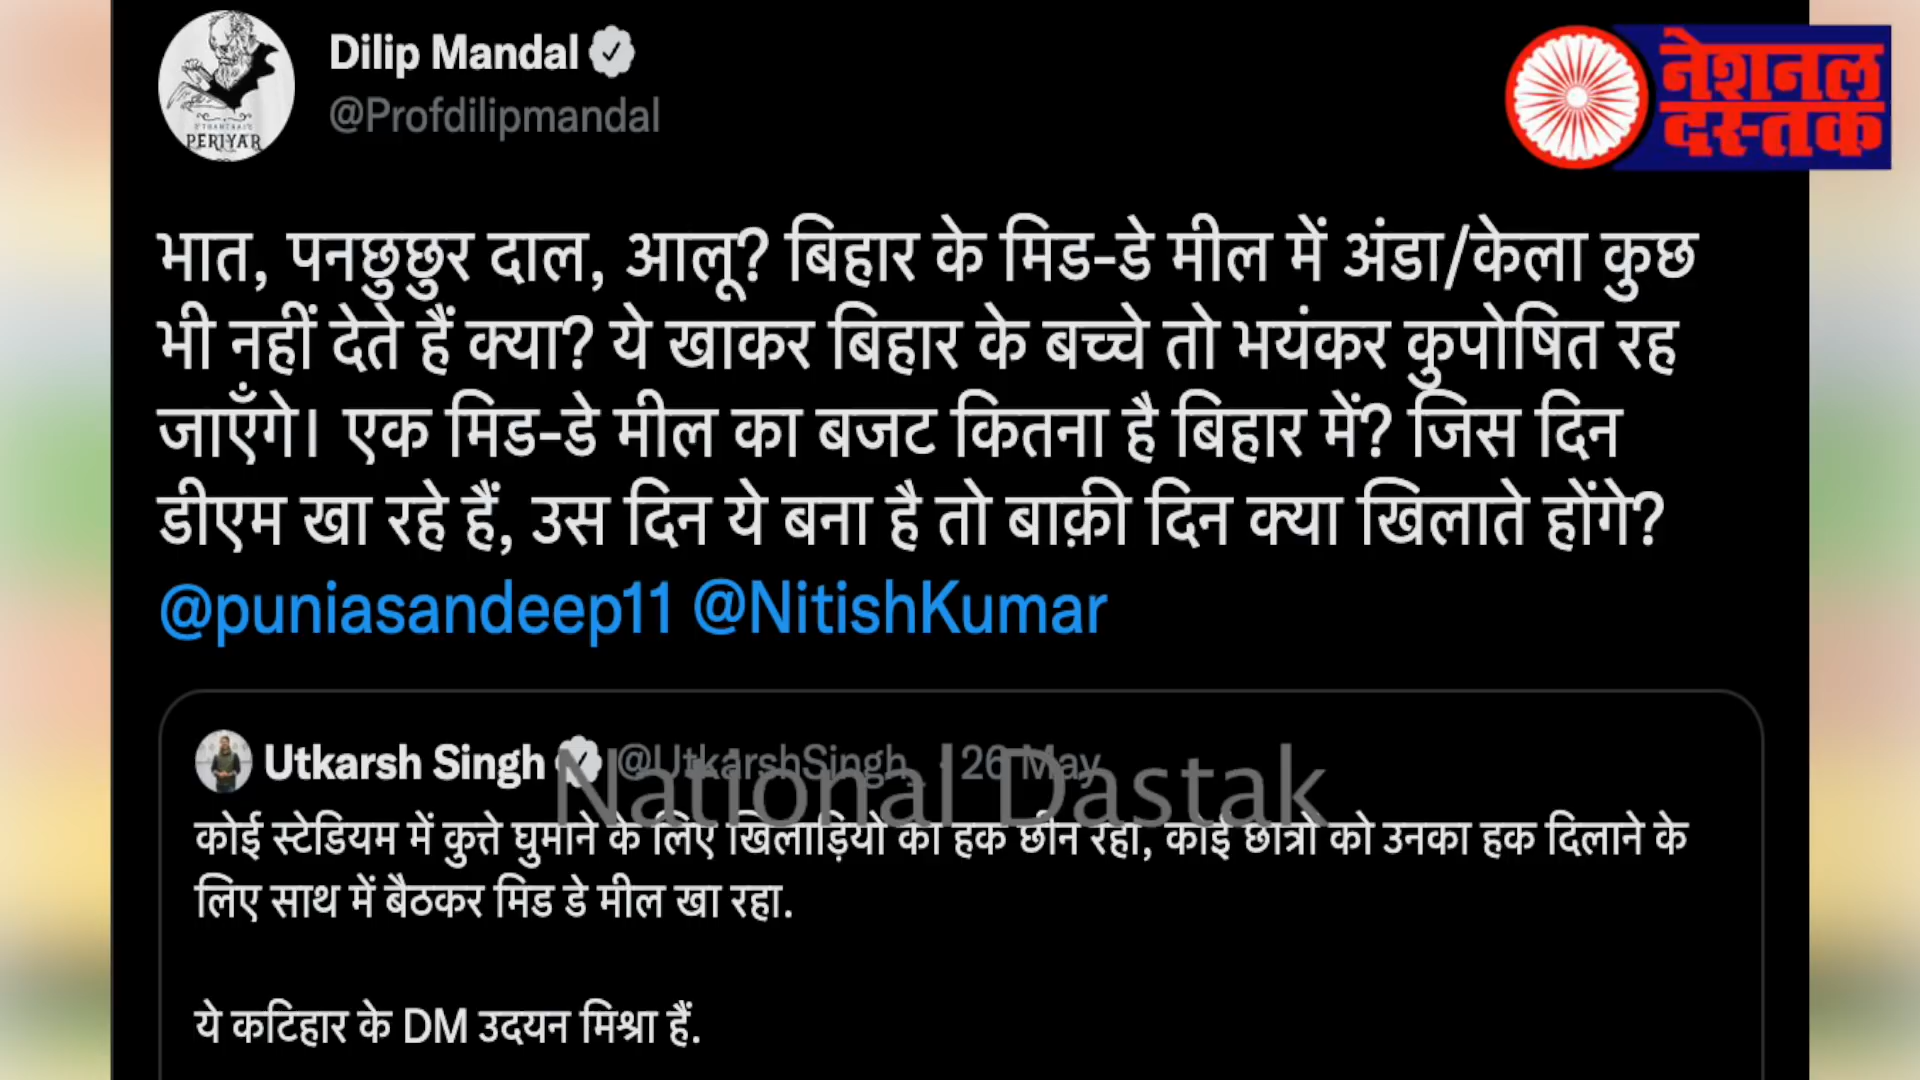 Dilip Mandal
@Profdilipmandal
PERIYAR
नेशनल
दस्तक
भात, पनछुछुर दाल, आलू? बिहार के मिड-डे मील में अंडा/केला कुछ
भी नहीं देते हैं क्या? ये खाकर बिहार के बच्चे तो भयंकर कुपोषित रह
जाएँगे। एक मिड-डे मील का बजट कितना है बिहार में? जिस दिन
डीएम खा रहे हैं, उस दिन ये बना है तो बाक़ी दिन क्या खिलाते होंगे?
@puniasandeep11 @NitishKumar
Utkarsh Singh @UtkarshSingh_ · 26 May
National Dastak
कोई स्टेडियम में कुत्ते घुमाने के लिए खिलाड़ियों का हक छीन रहा, कोई छात्रों को उनका हक दिलाने के
लिए साथ में बैठकर मिड डे मील खा रहा.
ये कटिहार के DM उदयन मिश्रा हैं.